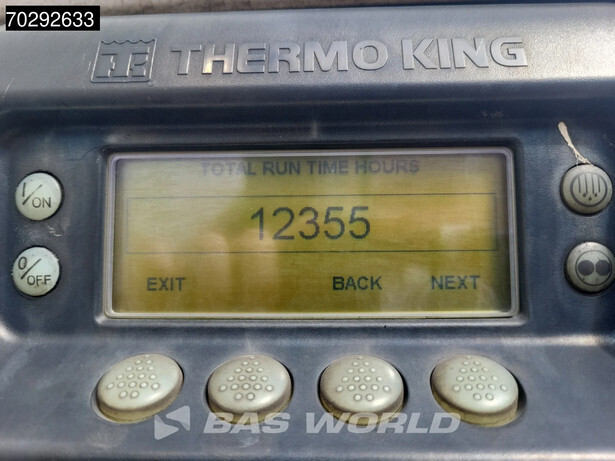 70292633
THERMO KING
TOTAL RUN TIME HOURS
12355
EXIT BACK NEXT
I/ON
0/OFF
BAS WORLD